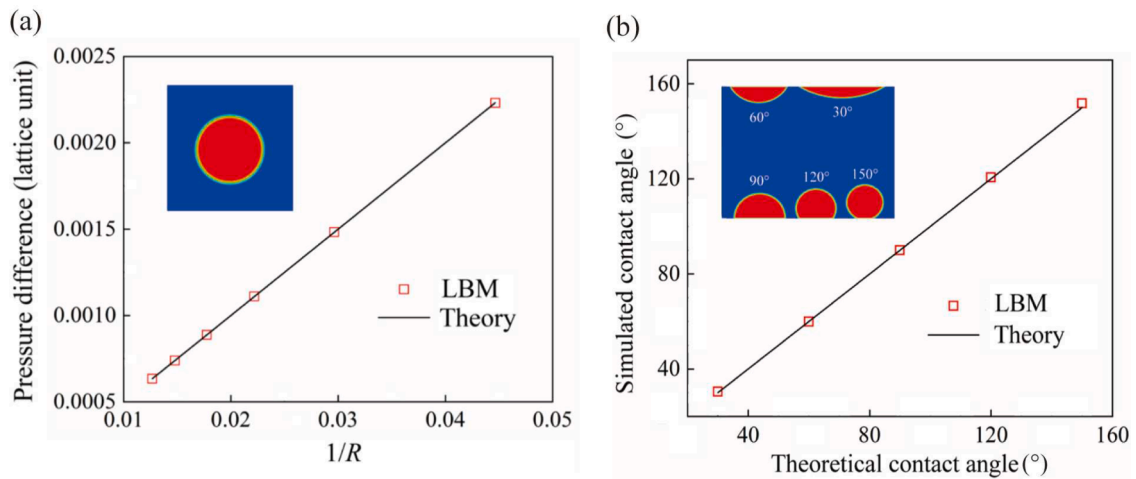 (a)
0.0025
0.0020
0.0015
0.0010
0.0005
Pressure difference (lattice unit)
LBM
Theory
0.01 0.02 0.03 0.04 0.05
1/R
(b)
160
120
80
40
Simulated contact angle (°)
60° 30°
90° 120° 150°
LBM
Theory
40 80 120 160
Theoretical contact angle (°)